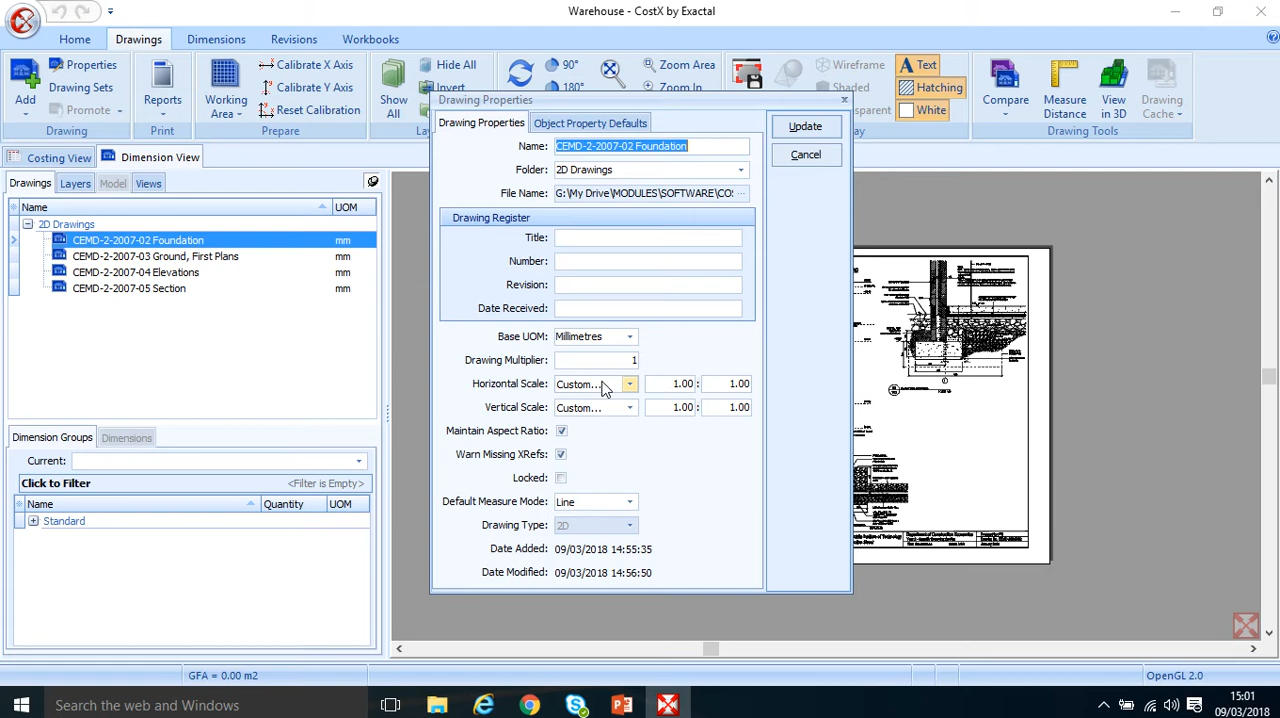 Warehouse - CostX by Exactal
Home Drawings Dimensions Revisions Workbooks
Add
Properties
Drawing Sets
Promote
Drawing
Reports
Print
Working Area
Calibrate X Axis
Calibrate Y Axis
Reset Calibration
Prepare
Show All
Hide All
Invert
90°
180°
Zoom Area
Zoom In
Wireframe
Shaded
Text
Hatching
White
Compare
Measure Distance
View in 3D
Drawing Cache
Drawing Tools
Costing View Dimension View
Drawings Layers Model Views
Name UOM
2D Drawings
CEMD-2-2007-02 Foundation mm
CEMD-2-2007-03 Ground, First Plans mm
CEMD-2-2007-04 Elevations mm
CEMD-2-2007-05 Section mm
Dimension Groups Dimensions
Current:
Click to Filter <Filter is Empty>
Name Quantity UOM
Standard
Drawing Properties
Drawing Properties Object Property Defaults
Name: CEMD-2-2007-02 Foundation
Folder: 2D Drawings
File Name: G:\My Drive\MODULES\SOFTWARE\CO
Drawing Register
Title:
Number:
Revision:
Date Received:
Base UOM: Millimetres
Drawing Multiplier: 1
Horizontal Scale: Custom... 1.00 : 1.00
Vertical Scale: Custom... 1.00 : 1.00
Maintain Aspect Ratio:
Warn Missing XRefs:
Locked:
Default Measure Mode: Line
Drawing Type: 2D
Date Added: 09/03/2018 14:55:35
Date Modified: 09/03/2018 14:56:50
Update
Cancel
GFA = 0.00 m2 OpenGL 2.0
Search the web and Windows
15:01
09/03/2018